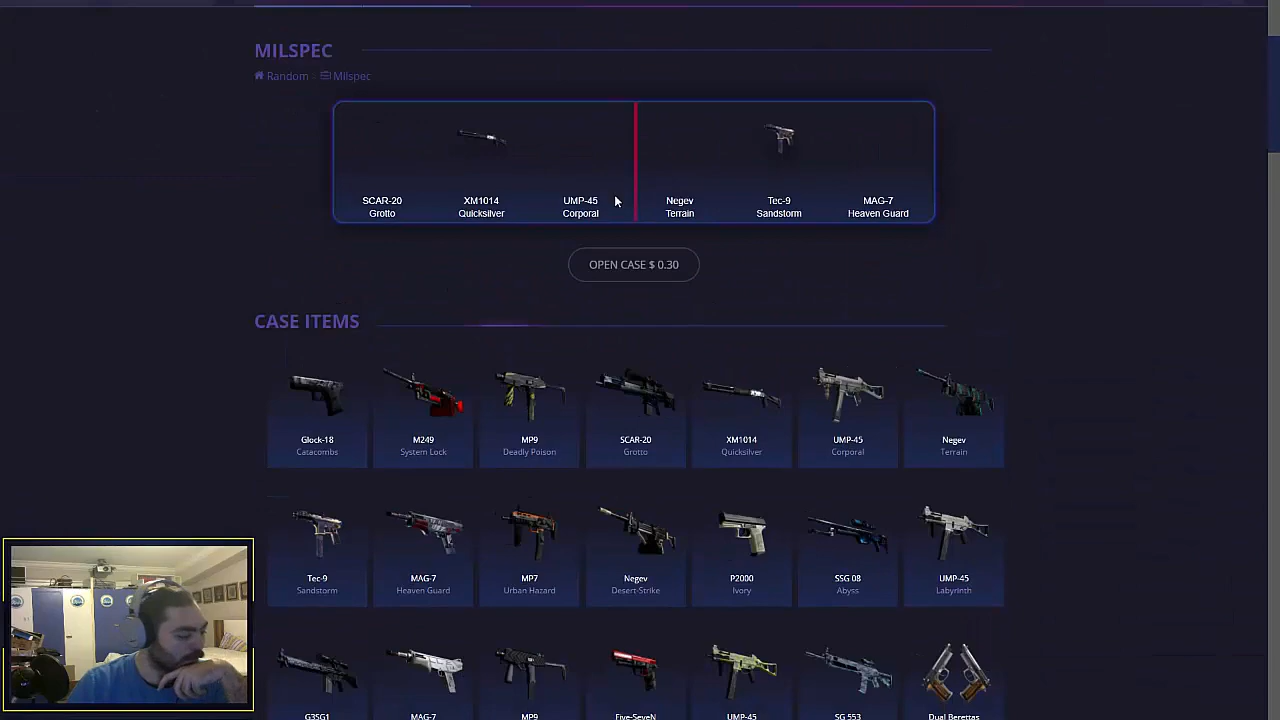 MILSPEC
Random Milspec
SCAR-20 XM1014 UMP-45 Negev Tec-9 MAG-7
Grotto Quicksilver Corporal Terrain Sandstorm Heaven Guard
OPEN CASE $ 0.30
CASE ITEMS
Glock-18 M249 MP9 SCAR-20 XM1014 UMP-45 Negev
Catacombs System Lock Deadly Poison Grotto Quicksilver Corporal Terrain
Tec-9 MAG-7 MP7 Negev P2000 SSG 08 UMP-45
Sandstorm Heaven Guard Urban Hazard Desert-Strike Ivory Abyss Labyrinth
G3SG1 MAG-7 MP9 Five-SeveN UMP-45 SG 553 Dual Berettas